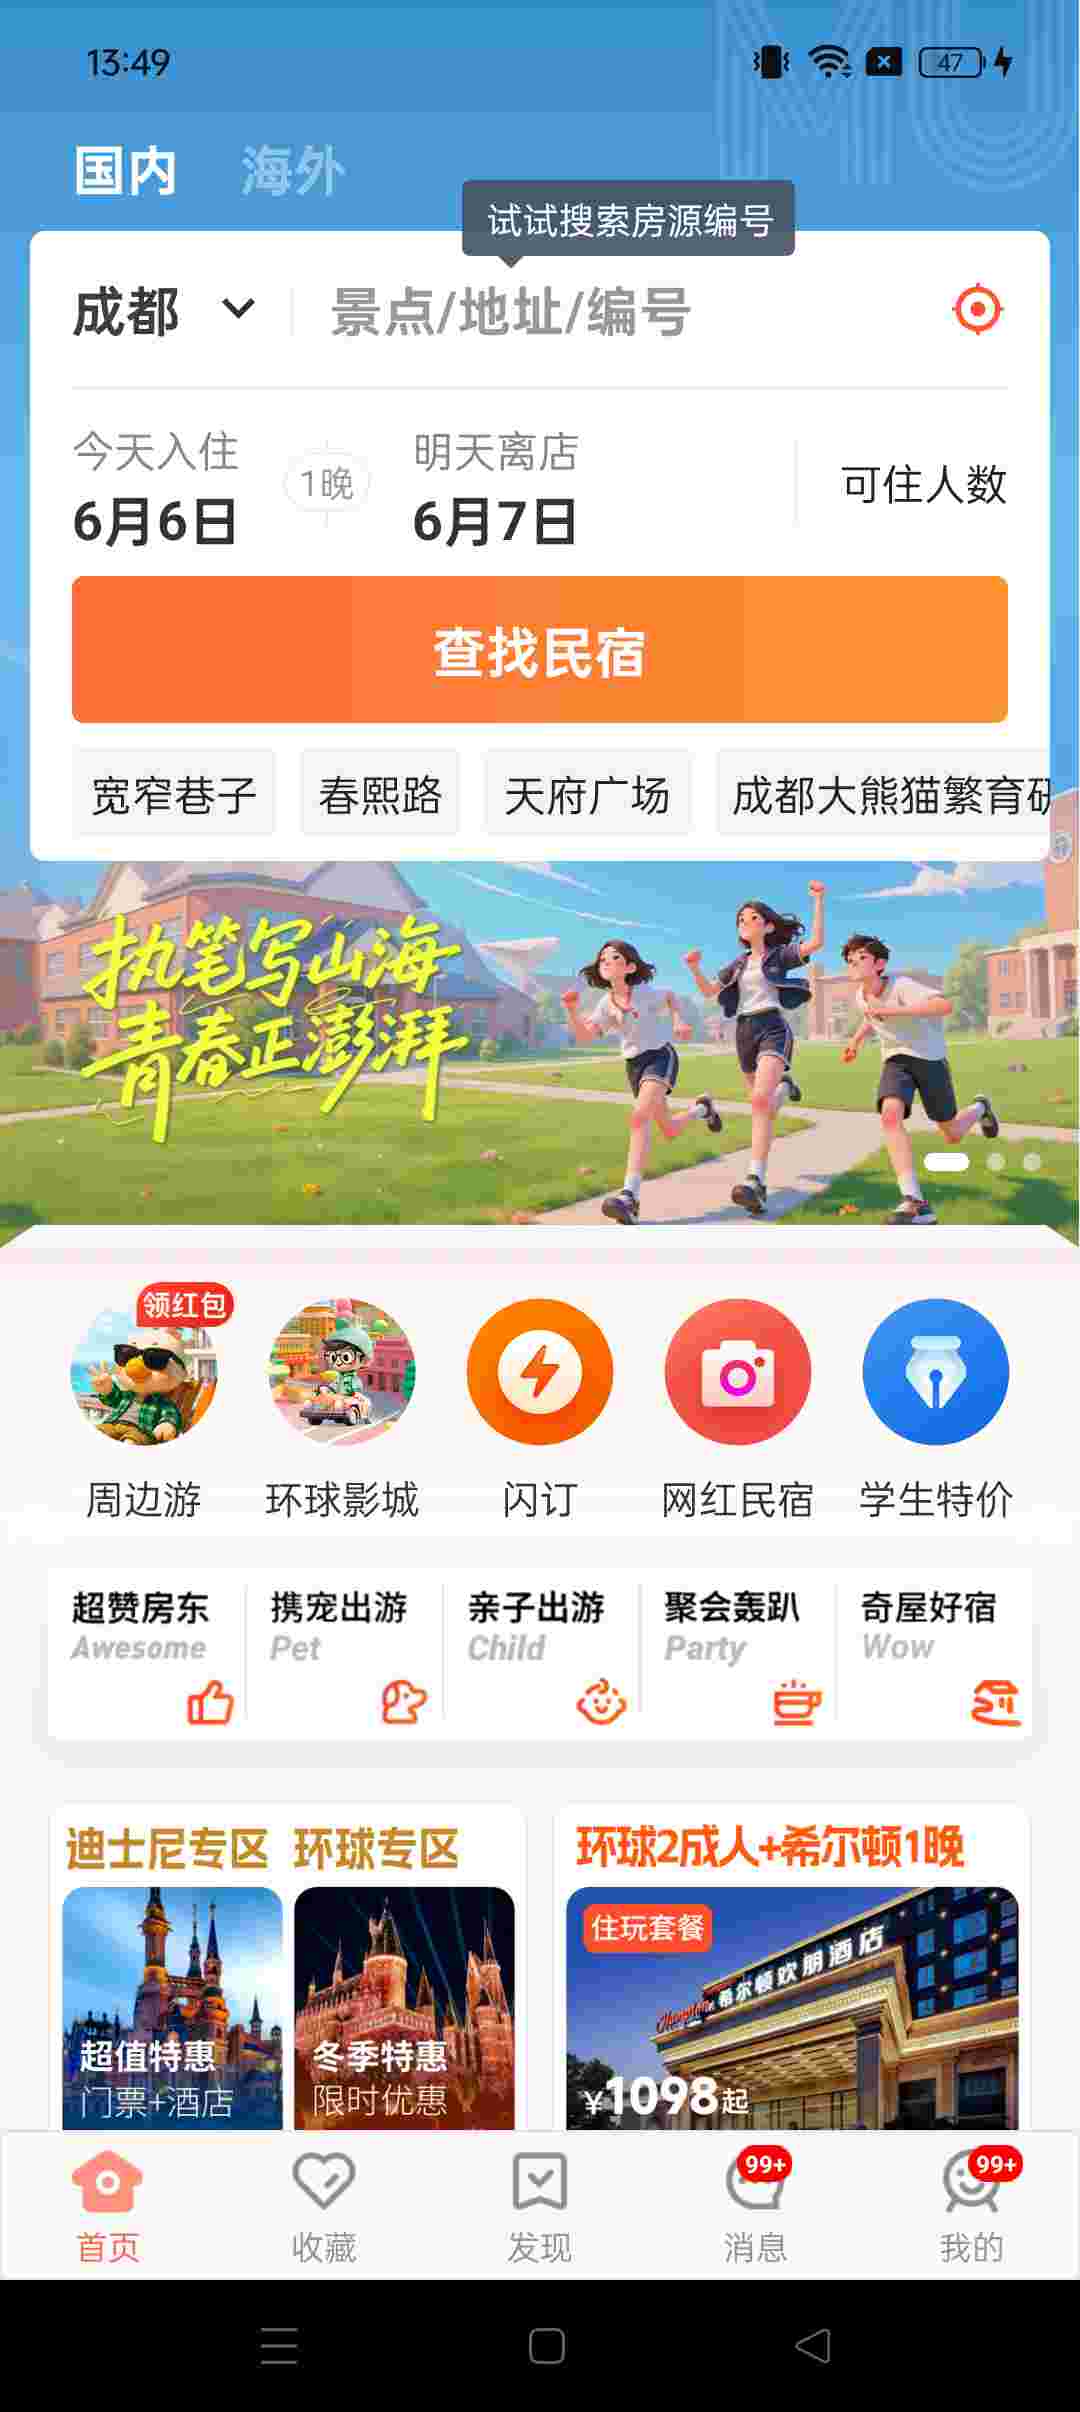 13:49
47
国内 海外
试试搜索房源编号
成都 景点/地址/编号
今天入住 1晚 明天离店 可住人数
6月6日 6月7日
查找民宿
宽窄巷子 春熙路 天府广场 成都大熊猫繁育研
执笔写山海
青春正澎湃
领红包
周边游 环球影城 闪订 网红民宿 学生特价
超赞房东 携宠出游 亲子出游 聚会轰趴 奇屋好宿
Awesome Pet Child Party Wow
迪士尼专区 环球专区 环球2成人+希尔顿1晚
住玩套餐
Hampton 希尔顿欢朋酒店
超值特惠 冬季特惠
门票+酒店 限时优惠 ¥1098起
99+ 99+
首页 收藏 发现 消息 我的